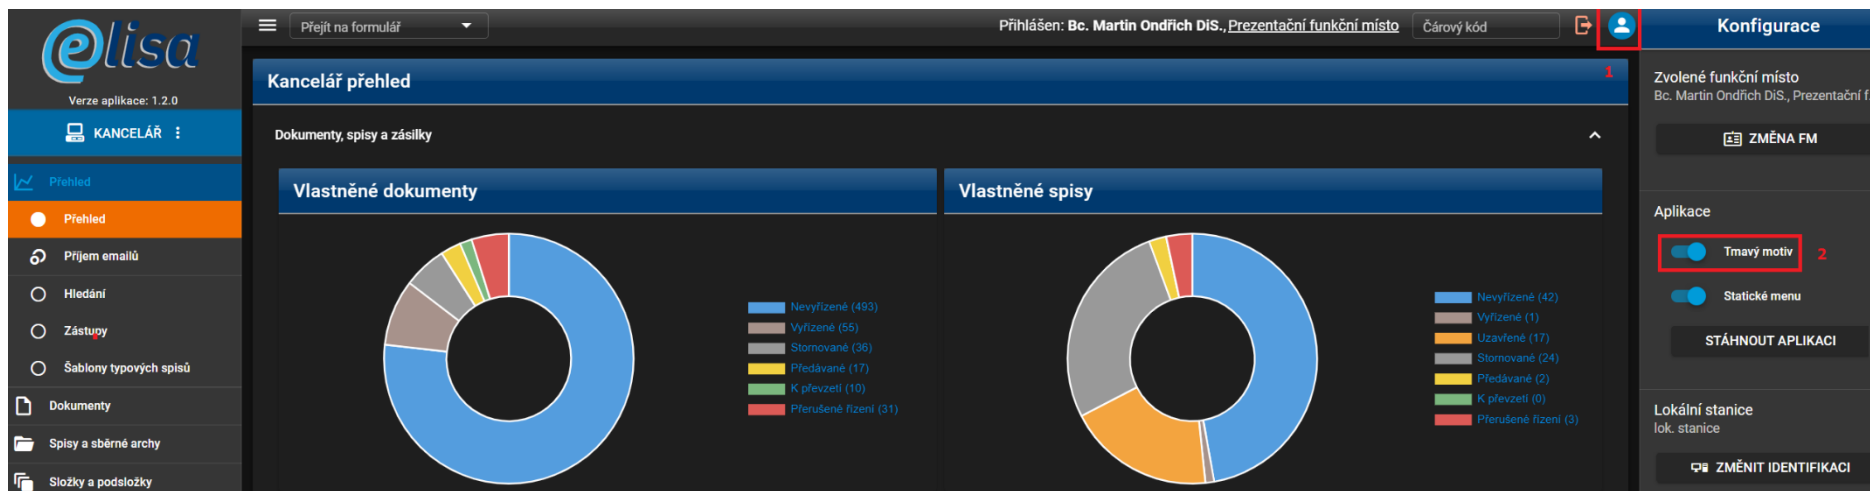 elisa
Verze aplikace: 1.2.0
KANCELÁŘ
Přehled
Přehled
Příjem emailů
Hledání
Zástupy
Šablony typových spisů
Dokumenty
Spisy a sběrné archy
Složky a podsložky
Přejít na formulář
Přihlášen: Bc. Martin Ondřich DiS., Prezentační funkční místo
Čárový kód
1
Kancelář přehled
Dokumenty, spisy a zásilky
Vlastněné dokumenty
Nevyřízené (493)
Vyřízené (55)
Stornované (36)
Předávané (17)
K převzetí (10)
Přerušené řízení (31)
Vlastněné spisy
Nevyřízené (42)
Vyřízené (1)
Uzavřené (17)
Stornované (24)
Předávané (2)
K převzetí (0)
Přerušené řízení (3)
Konfigurace
Zvolené funkční místo
Bc. Martin Ondřich DiS., Prezentační f
ZMĚNA FM
Aplikace
Tmavý motiv
2
Statické menu
STÁHNOUT APLIKACI
Lokální stanice
lok. stanice
ZMĚNIT IDENTIFIKACI